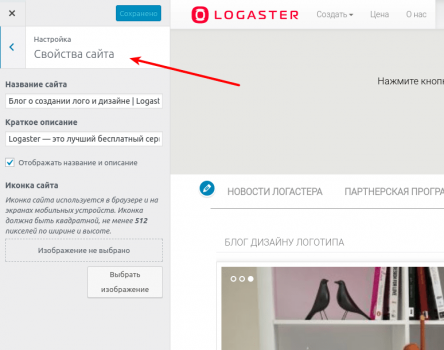 Сохранено
Настройка
Свойства сайта
Название сайта
Блог о создании лого и дизайне | Logast
Краткое описание
Logaster — это лучший бесплатный сер
Отображать название и описание
Иконка сайта
Иконка сайта используется в браузере и на
экранах мобильных устройств. Иконка
должна быть квадратной, не менее 512
пикселей по ширине и высоте.
Изображение не выбрано
Выбрать
изображение
LOGASTER
Создать
Цена
О нас
Нажмите кноп
НОВОСТИ ЛОГАСТЕРА
ПАРТНЕРСКАЯ ПРОГРА
БЛОГ ДИЗАЙНУ ЛОГОТИПА